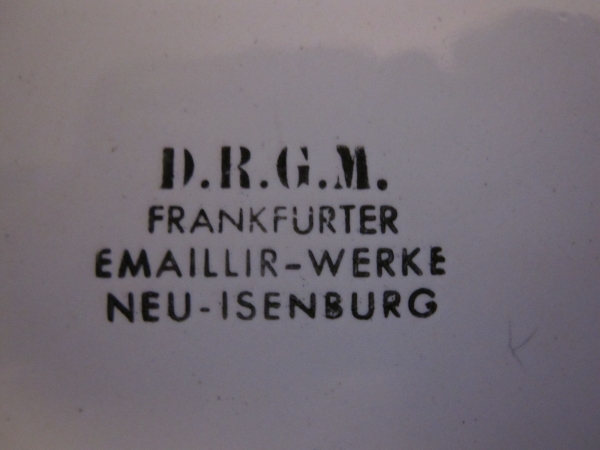 D.R.G.M.
FRANKFURTER
EMAILLIR-WERKE
NEU-ISENBURG
K